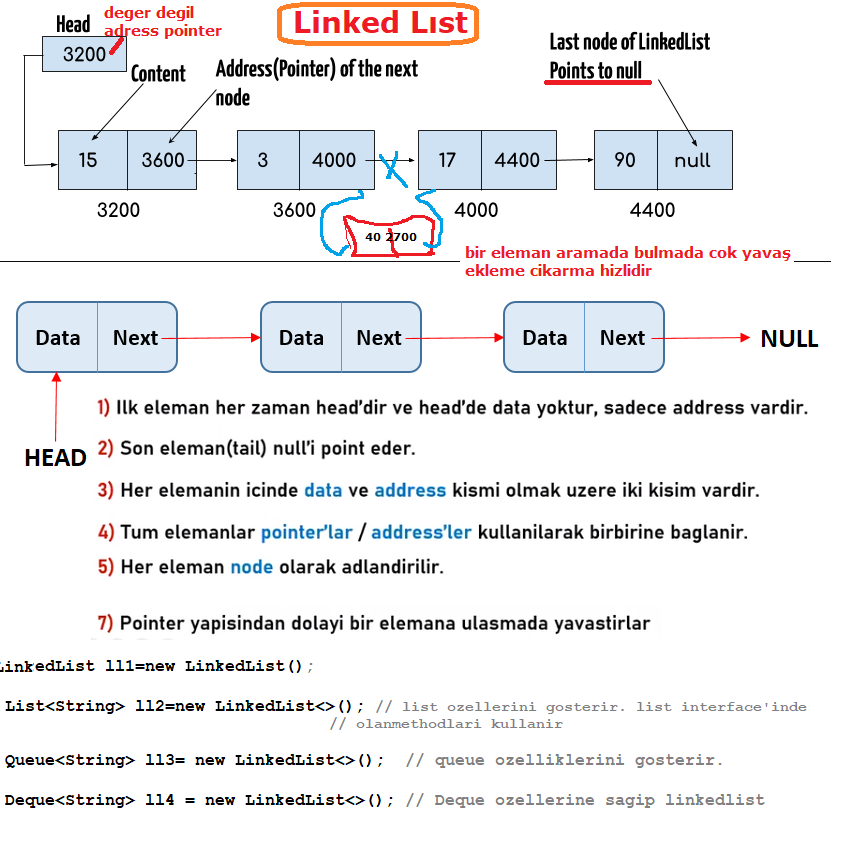 Linked Lıst
Head
deger degil
adress pointer
3200
Content
Address(Pointer) of the next
node
Last node of LinkedList
Points to null
15 3600 3 4000 17 4400 90 null
3200 3600 4000 4400
40 2700
bir eleman aramada bulmada cok yavaş
ekleme cikarma hizlidir
Data Next Data Next Data Next NULL
HEAD
1) Ilk eleman her zaman head'dir ve head'de data yoktur, sadece address vardir.
2) Son eleman(tail) null'i point eder.
3) Her elemanin icinde data ve address kismi olmak uzere iki kisim vardir.
4) Tum elemanlar pointer'lar / address'ler kullanilarak birbirine baglanir.
5) Her eleman node olarak adlandirilir.
7) Pointer yapisindan dolayi bir elemana ulasmada yavastirlar
LinkedList ll1=new LinkedList();
List<String> ll2=new LinkedList<>(); // list ozellerini gosterir. list interface'inde
// olanmethodlari kullanir
Queue<String> ll3= new LinkedList<>(); // queue ozelliklerini gosterir.
Deque<String> ll4 = new LinkedList<>(); // Deque ozellerine sagip linkedlist